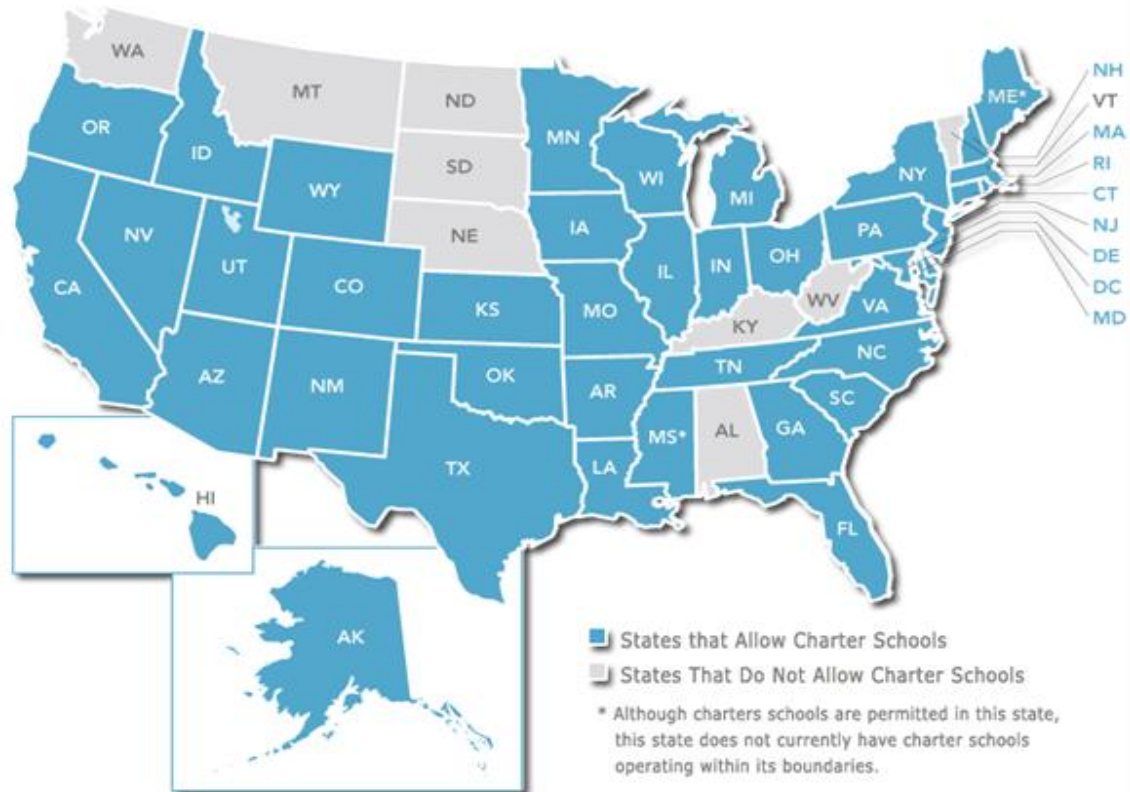 WA
MT
ND
MN
ME*
NH
VT
MA
RI
CT
NJ
DE
DC
MD
OR
ID
SD
WI
NY
WY
MI
IA
PA
NE
NV
OH
UT
IL
IN
CA
CO
WV
VA
KS
MO
KY
NC
TN
AZ
NM
OK
AR
SC
MS*
AL
GA
TX
LA
HI
FL
AK
States that Allow Charter Schools
States That Do Not Allow Charter Schools
* Although charters schools are permitted in this state,
this state does not currently have charter schools
operating within its boundaries.